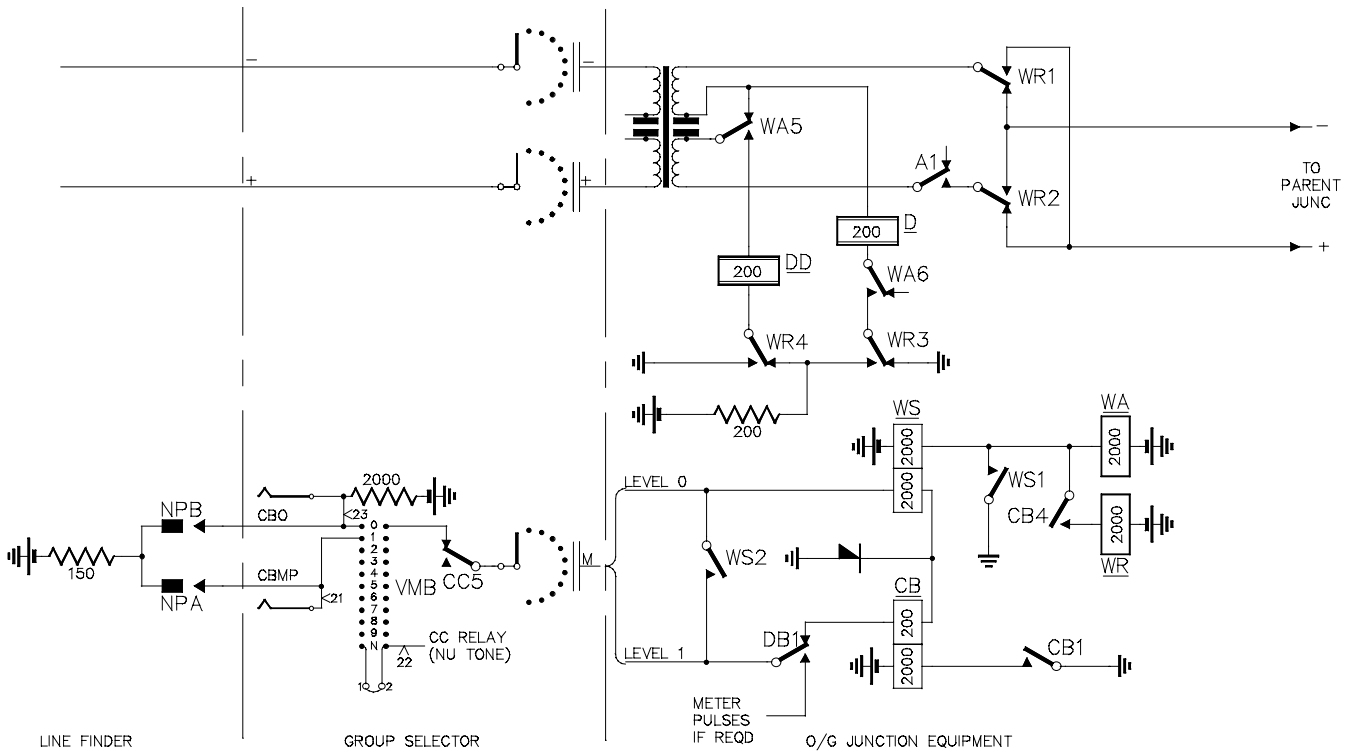 −
−
WR1
WA5
−
A1
TO
PARENT
JUNC
+
+
WR2
D
200
+
DD
200
WA6
WR4
WR3
200
WS
2000
2000
WA
2000
WS1
CB4
2000
WR
2000
LEVEL 0
NPB
CBO
<23
0
1
2
3
4
5
6
7
8
9
N
150
CBMP
NPA
<21
VMB
CC5
M
WS2
CB
200
2000
DB1
CB1
CC RELAY
(NU TONE)
22
LEVEL 1
1
2
METER
PULSES
IF REQD
LINE FINDER
GROUP SELECTOR
O/G JUNCTION EQUIPMENT